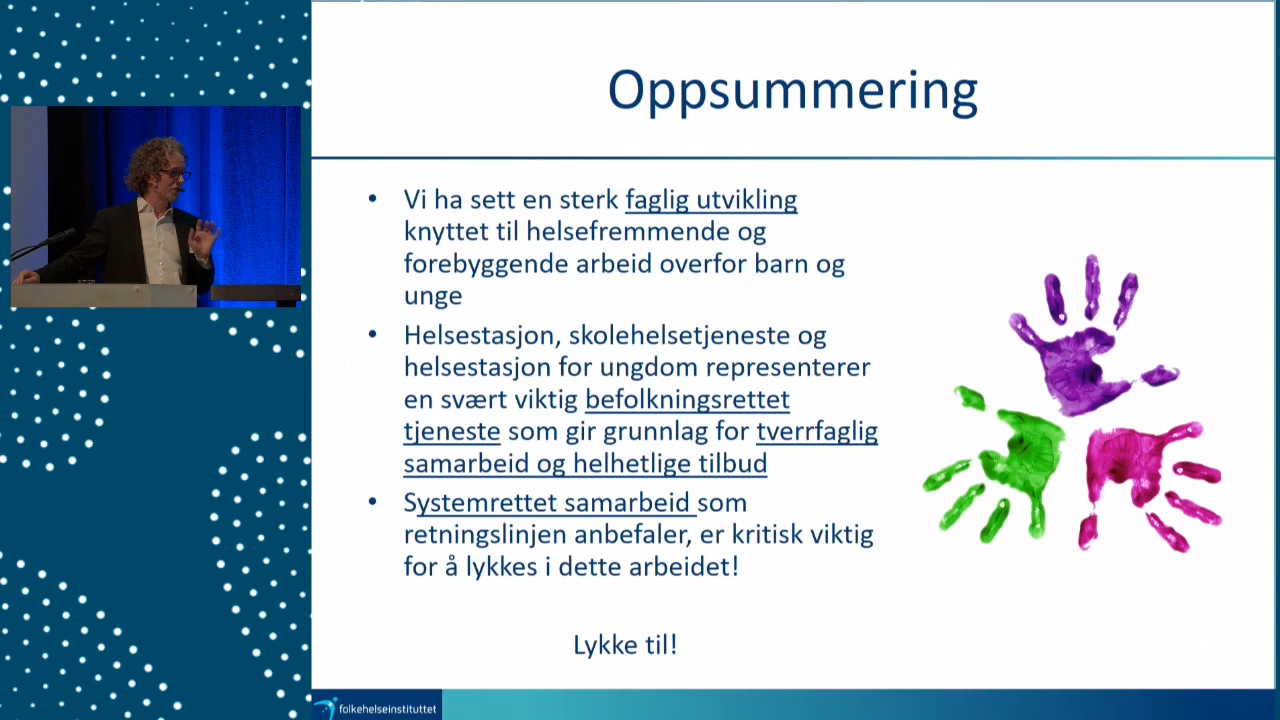 Oppsummering
• Vi ha sett en sterk faglig utvikling
knyttet til helsefremmende og
forebyggende arbeid overfor barn og
unge
• Helsestasjon, skolehelsetjeneste og
helsestasjon for ungdom representerer
en svært viktig befolkningsrettet
tjeneste som gir grunnlag for tverrfaglig
samarbeid og helhetlige tilbud
• Systemrettet samarbeid som
retningslinjen anbefaler, er kritisk viktig
for å lykkes i dette arbeidet!
Lykke til!
folkehelseinstituttet